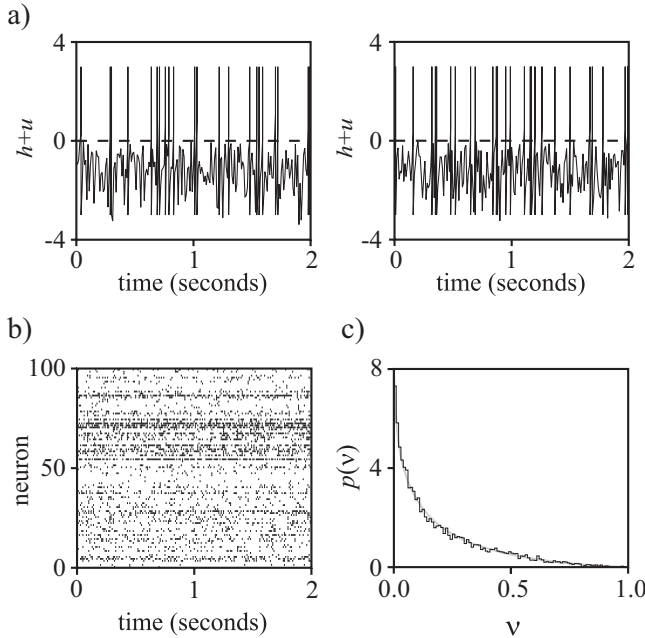 a)
4
0
-4
h+u
0
1
2
time (seconds)
4
0
-4
h+u
0
1
2
time (seconds)
b)
100
50
0
neuron
0
1
2
time (seconds)
c)
8
4
0
p(ν)
0.0
0.5
1.0
ν